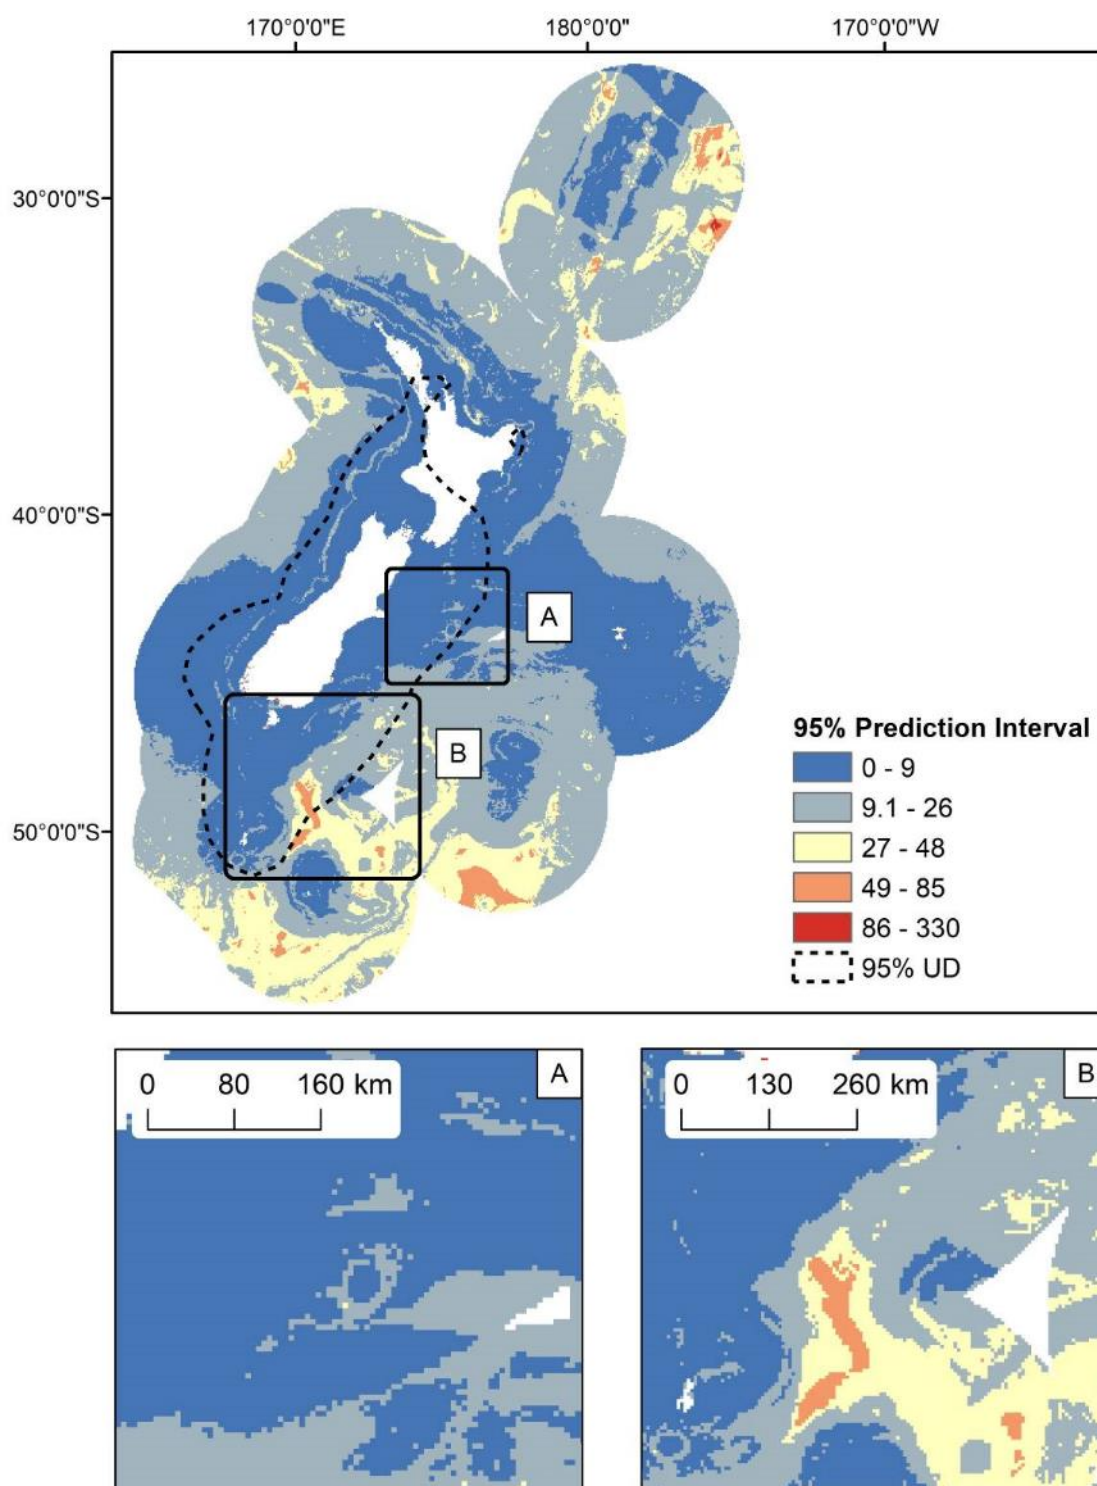 170°0'0"E 180°0'0" 170°0'0"W
30°0'0"S
40°0'0"S
50°0'0"S
A
B
95% Prediction Interval
0 - 9
9.1 - 26
27 - 48
49 - 85
86 - 330
95% UD
0 80 160 km
A
0 130 260 km
B